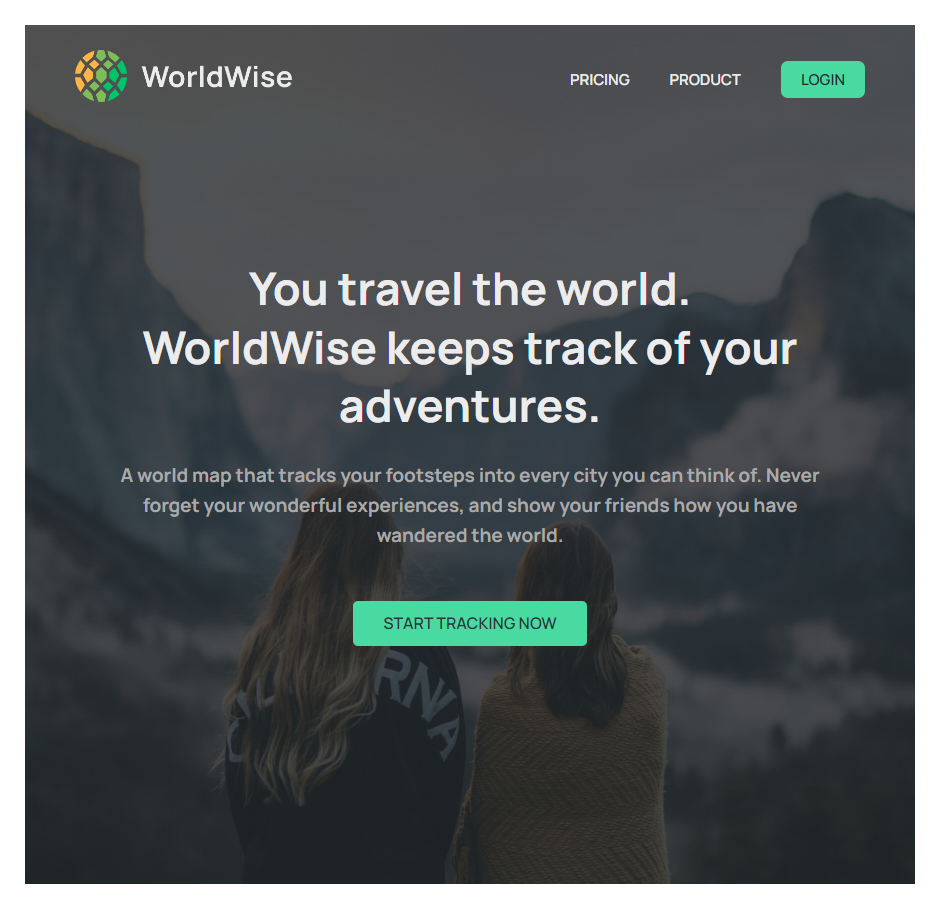 WorldWise
PRICING
PRODUCT
LOGIN
You travel the world.
WorldWise keeps track of your
adventures.
A world map that tracks your footsteps into every city you can think of. Never
forget your wonderful experiences, and show your friends how you have
wandered the world.
START TRACKING NOW